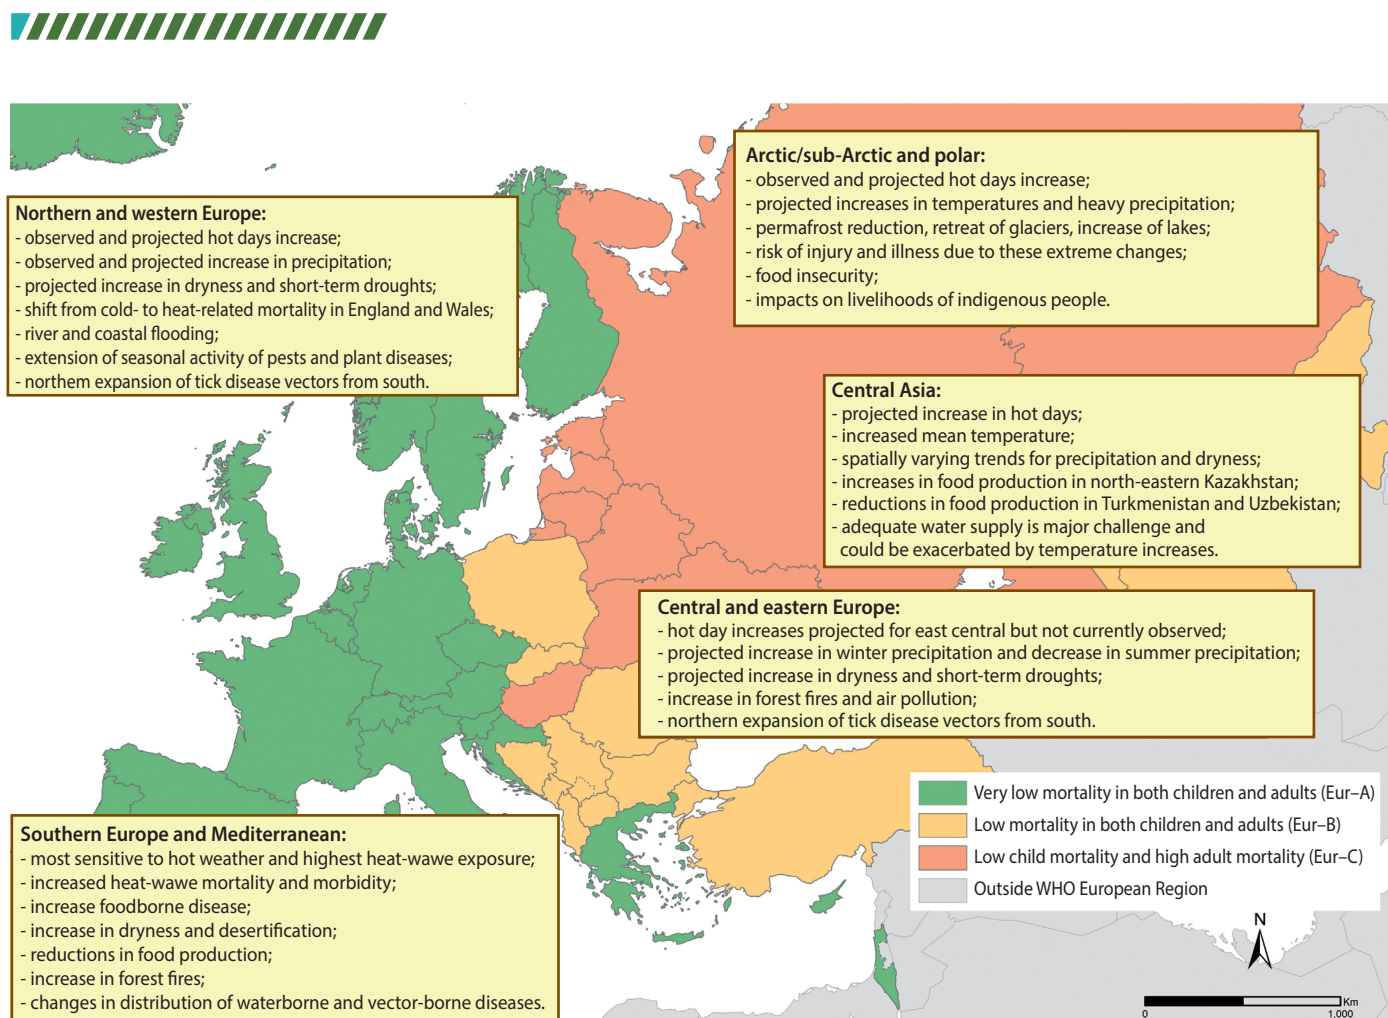 Arctic/sub-Arctic and polar:
- observed and projected hot days increase;
- projected increases in temperatures and heavy precipitation;
- permafrost reduction, retreat of glaciers, increase of lakes;
- risk of injury and illness due to these extreme changes;
- food insecurity;
- impacts on livelihoods of indigenous people.
Northern and western Europe:
- observed and projected hot days increase;
- observed and projected increase in precipitation;
- projected increase in dryness and short-term droughts;
- shift from cold- to heat-related mortality in England and Wales;
- river and coastal flooding;
- extension of seasonal activity of pests and plant diseases;
- northem expansion of tick disease vectors from south.
Central Asia:
- projected increase in hot days;
- increased mean temperature;
- spatially varying trends for precipitation and dryness;
- increases in food production in north-eastern Kazakhstan;
- reductions in food production in Turkmenistan and Uzbekistan;
- adequate water supply is major challenge and
could be exacerbated by temperature increases.
Central and eastern Europe:
- hot day increases projected for east central but not currently observed;
- projected increase in winter precipitation and decrease in summer precipitation;
- projected increase in dryness and short-term droughts;
- increase in forest fires and air pollution;
- northern expansion of tick disease vectors from south.
Very low mortality in both children and adults (Eur–A)
Low mortality in both children and adults (Eur–B)
Low child mortality and high adult mortality (Eur–C)
Outside WHO European Region
Southern Europe and Mediterranean:
- most sensitive to hot weather and highest heat-wawe exposure;
- increased heat-wawe mortality and morbidity;
- increase foodborne disease;
- increase in dryness and desertification;
- reductions in food production;
- increase in forest fires;
- changes in distribution of waterborne and vector-borne diseases.
N
Km
0 1,000